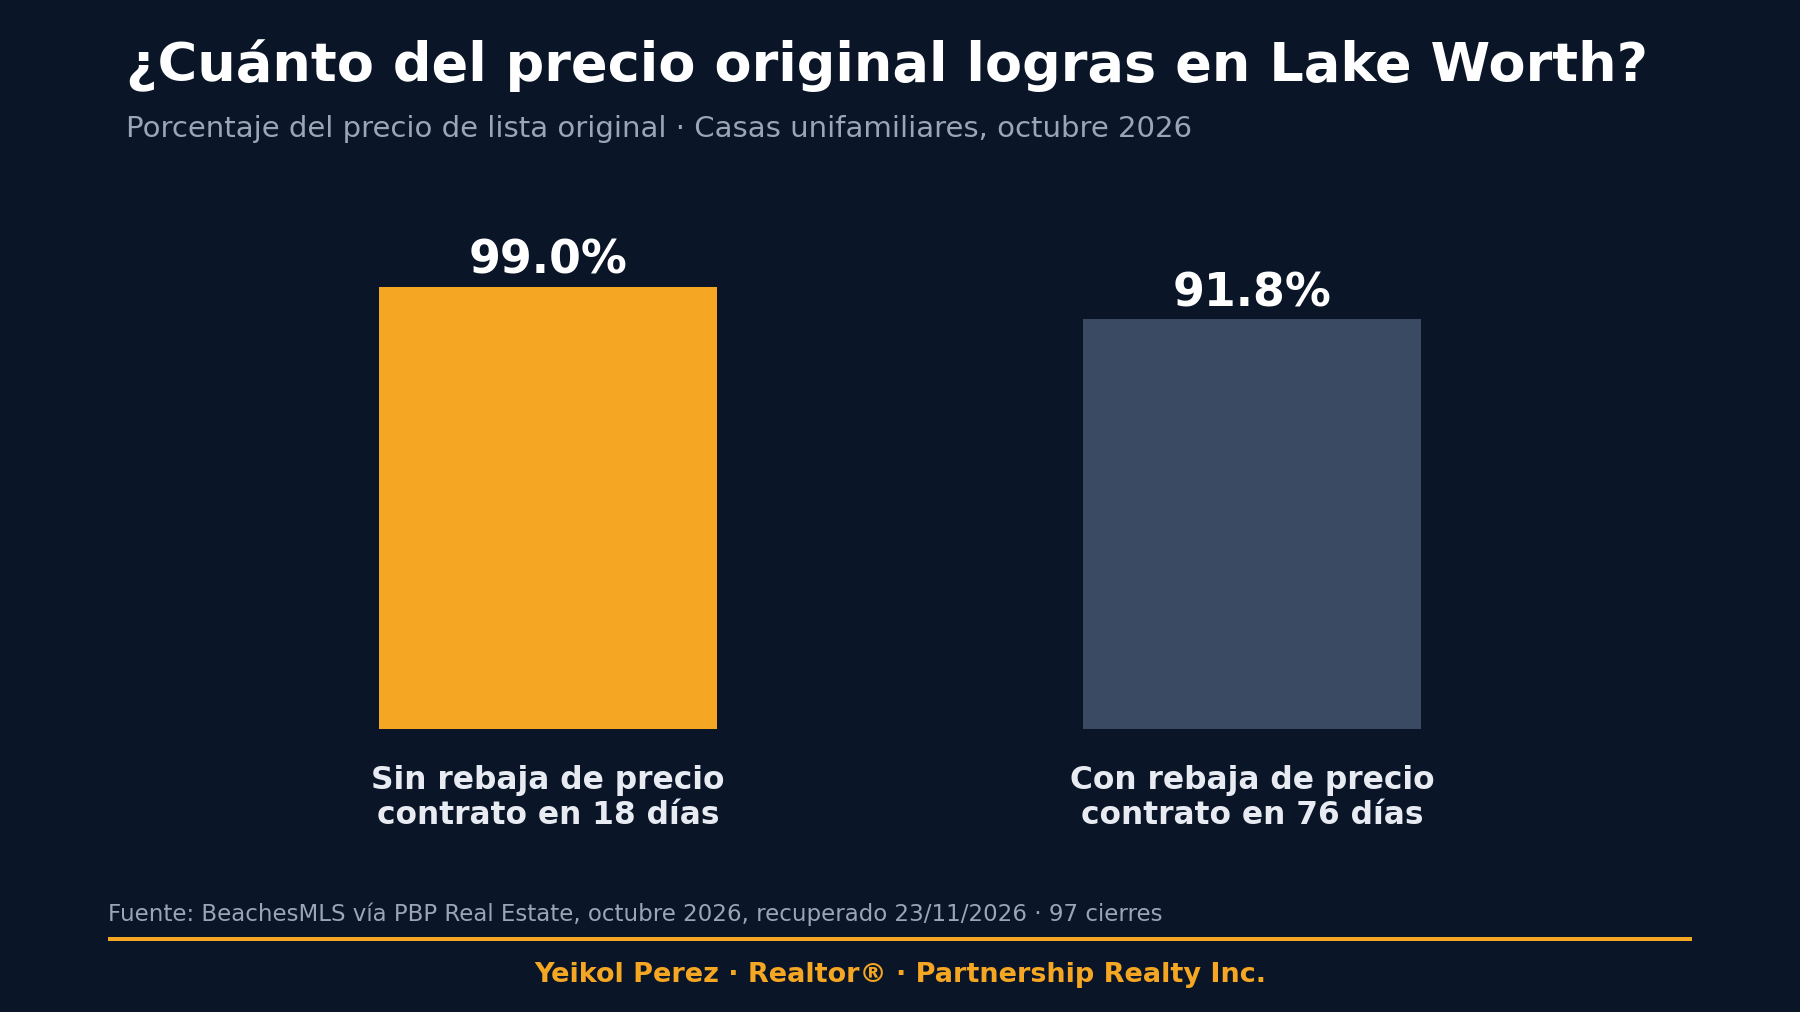 ¿Cuánto del precio original logras en Lake Worth?
Porcentaje del precio de lista original · Casas unifamiliares, octubre 2026
99.0%
91.8%
Sin rebaja de precio
contrato en 18 días
Con rebaja de precio
contrato en 76 días
Fuente: BeachesMLS vía PBP Real Estate, octubre 2026, recuperado 23/11/2026 · 97 cierres
Yeikol Perez · Realtor® · Partnership Realty Inc.